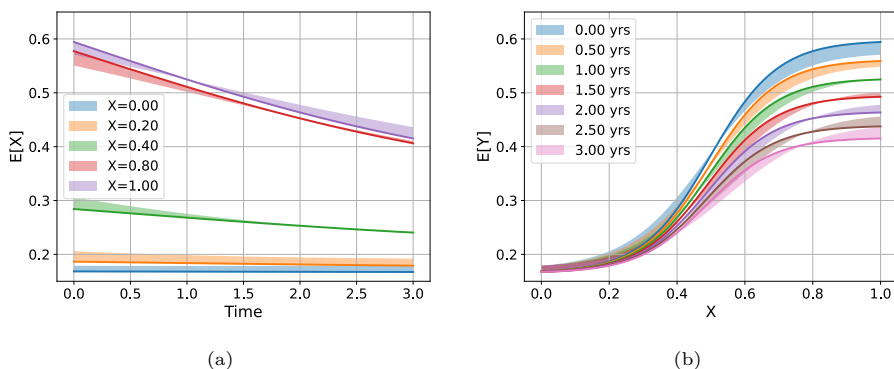 E[X]
0.6
0.5
0.4
0.3
0.2
X=0.00
X=0.20
X=0.40
X=0.80
X=1.00
0.0 0.5 1.0 1.5 2.0 2.5 3.0
Time
(a)
E[Y]
0.6
0.5
0.4
0.3
0.2
0.00 yrs
0.50 yrs
1.00 yrs
1.50 yrs
2.00 yrs
2.50 yrs
3.00 yrs
0.0 0.2 0.4 0.6 0.8 1.0
X
(b)